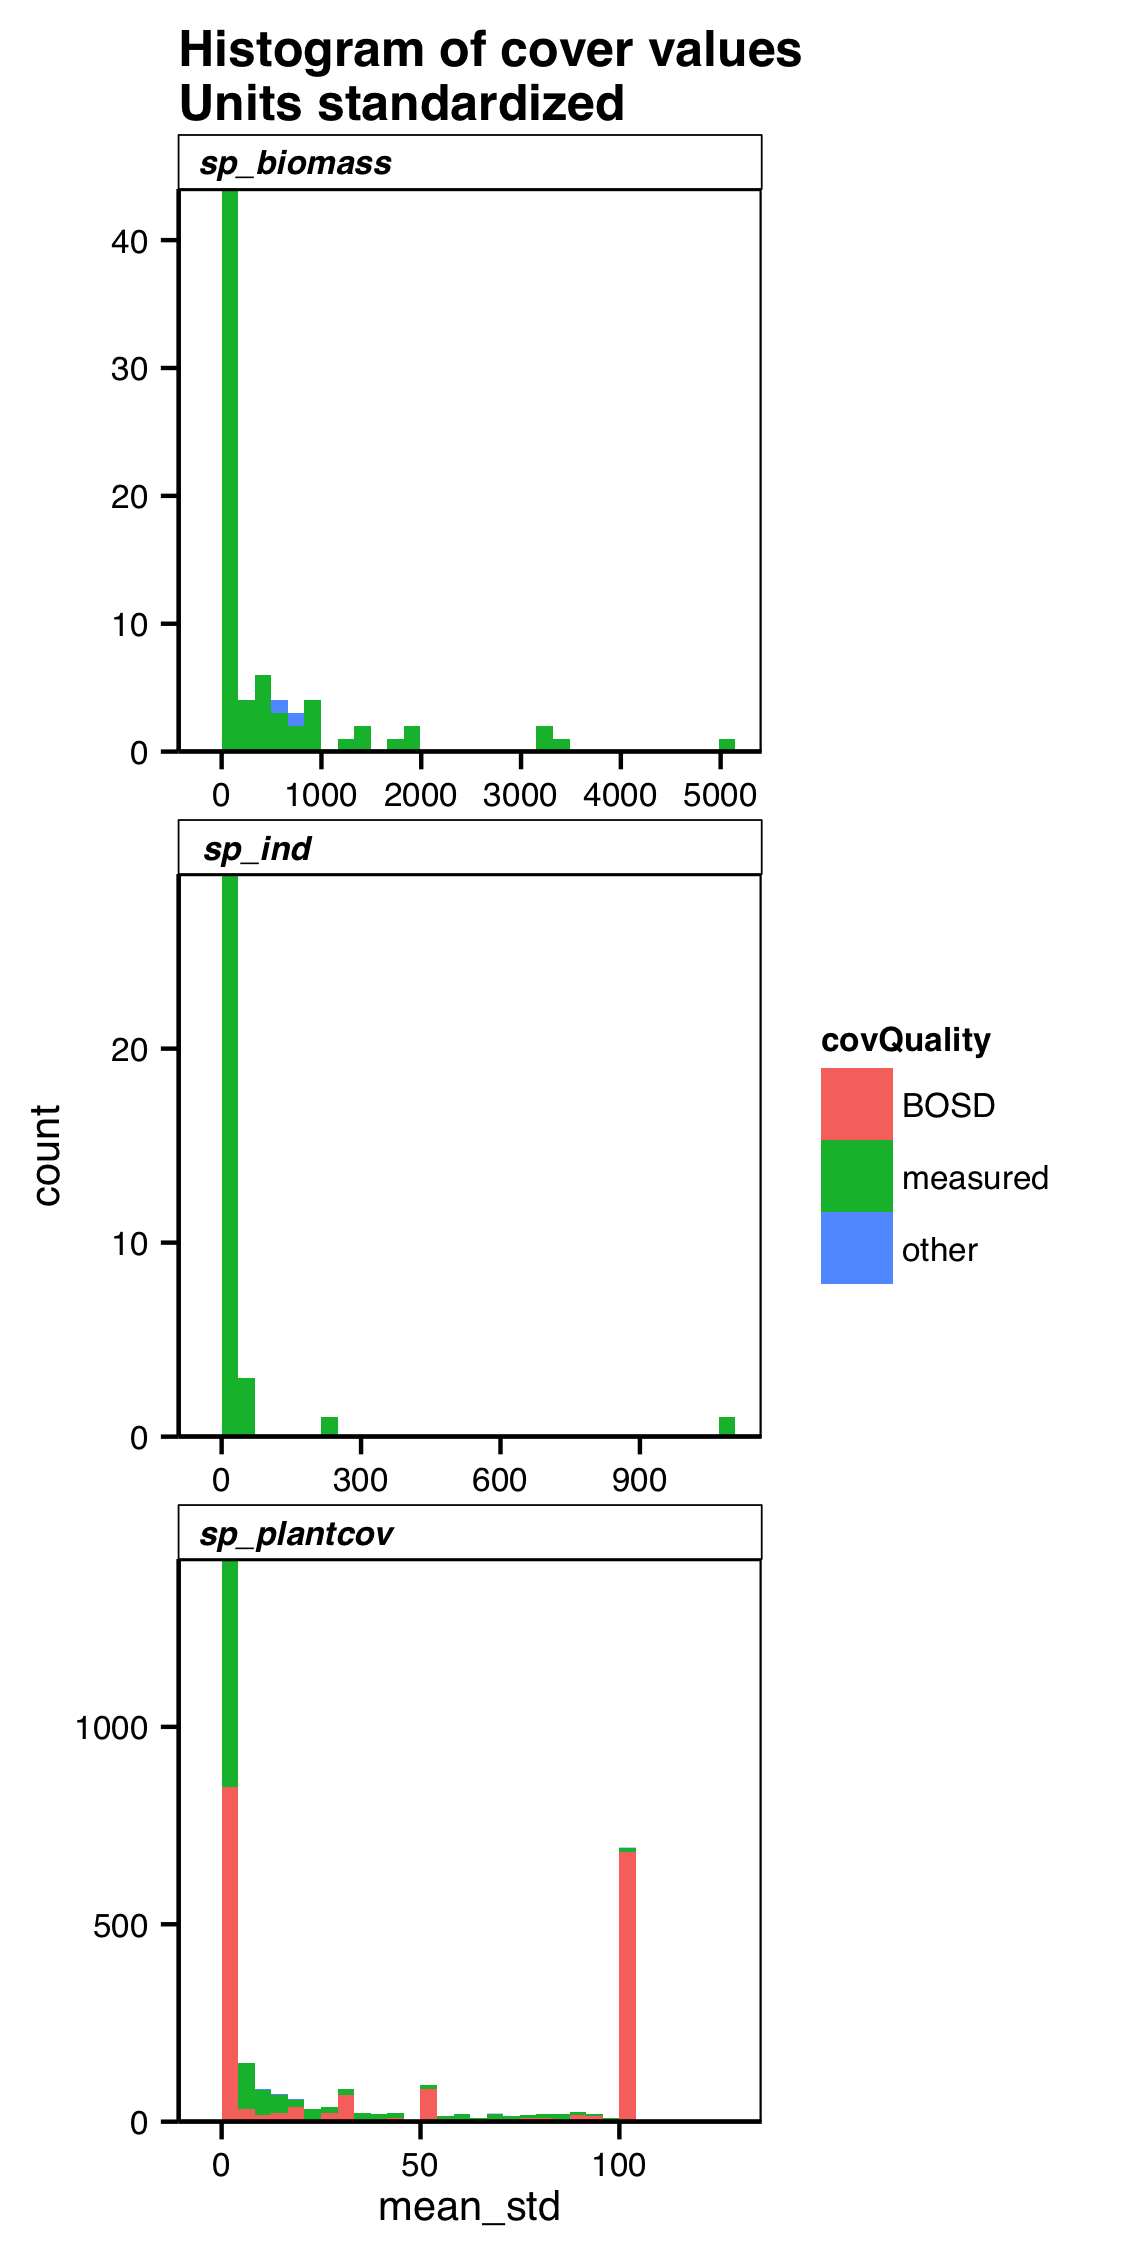 Histogram of cover values
Units standardized
sp_biomass
40
30
20
10
0
0 1000 2000 3000 4000 5000
sp_ind
20
10
0
0 300 600 900
count
covQuality
BOSD
measured
other
sp_plantcov
1000
500
0
0 50 100
mean_std